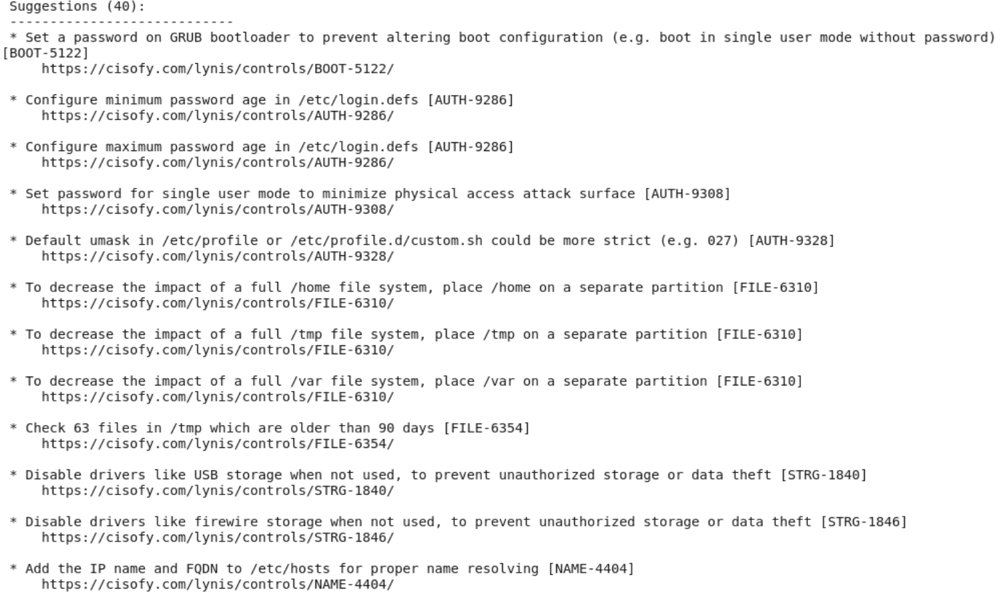 Suggestions (40):
----------------------------
* Set a password on GRUB bootloader to prevent altering boot configuration (e.g. boot in single user mode without password)
[BOOT-5122]
https://cisofy.com/lynis/controls/BOOT-5122/
* Configure minimum password age in /etc/login.defs [AUTH-9286]
https://cisofy.com/lynis/controls/AUTH-9286/
* Configure maximum password age in /etc/login.defs [AUTH-9286]
https://cisofy.com/lynis/controls/AUTH-9286/
* Set password for single user mode to minimize physical access attack surface [AUTH-9308]
https://cisofy.com/lynis/controls/AUTH-9308/
* Default umask in /etc/profile or /etc/profile.d/custom.sh could be more strict (e.g. 027) [AUTH-9328]
https://cisofy.com/lynis/controls/AUTH-9328/
* To decrease the impact of a full /home file system, place /home on a separate partition [FILE-6310]
https://cisofy.com/lynis/controls/FILE-6310/
* To decrease the impact of a full /tmp file system, place /tmp on a separate partition [FILE-6310]
https://cisofy.com/lynis/controls/FILE-6310/
* To decrease the impact of a full /var file system, place /var on a separate partition [FILE-6310]
https://cisofy.com/lynis/controls/FILE-6310/
* Check 63 files in /tmp which are older than 90 days [FILE-6354]
https://cisofy.com/lynis/controls/FILE-6354/
* Disable drivers like USB storage when not used, to prevent unauthorized storage or data theft [STRG-1840]
https://cisofy.com/lynis/controls/STRG-1840/
* Disable drivers like firewire storage when not used, to prevent unauthorized storage or data theft [STRG-1846]
https://cisofy.com/lynis/controls/STRG-1846/
* Add the IP name and FQDN to /etc/hosts for proper name resolving [NAME-4404]
https://cisofy.com/lynis/controls/NAME-4404/